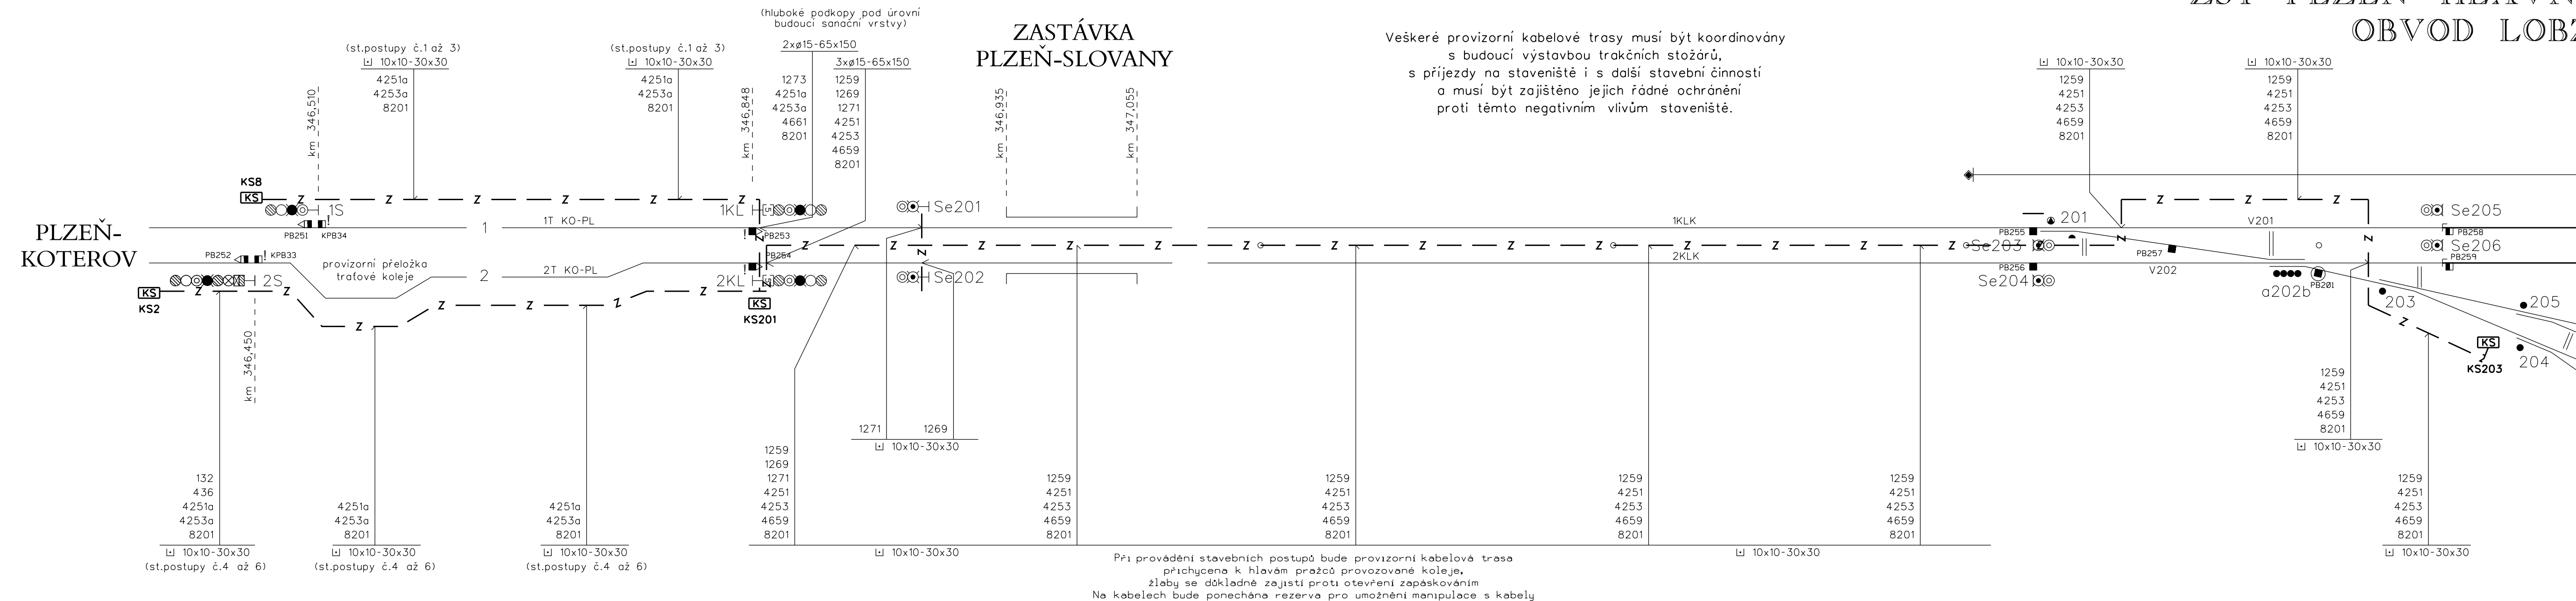 (hluboké podkopy pod úrovní
budoucí sanační vrstvy)
ZASTÁVKA
PLZEŇ-SLOVANY
OBVOD LOBZ
Veškeré provizorní kabelové trasy musí být koordinovány
s budoucí výstavbou trakčních stožárů,
s příjezdy na staveniště i s další stavební činností
a musí být zajištěno jejich řádné ochránění
proti těmto negativním vlivům staveniště.
(st.postupy č.1 až 3)
10x10-30x30
4251a
4253a
8201
(st.postupy č.1 až 3)
10x10-30x30
4251a
4253a
8201
2xø15-65x150
1273
4251a
4253a
4661
8201
3xø15-65x150
1259
1269
1271
4251
4253
4659
8201
10x10-30x30
1259
4251
4253
4659
8201
10x10-30x30
1259
4251
4253
4659
8201
km 346,510
km 346,848
km 346,935
km 347,055
KS8
KS
Z Z Z Z Z Z
1S
1KL
S
Se201
201
Se205
PLZEŇ-
KOTEROV
PB251
KPB34
1
1T KO-PL
PB253
1KLK
PB255
V201
PB258
Z
Z Z Z Z Z Z Z Z Z Z Z Z
Se203
Se206
PB252
KPB33
provizorní přeložka
traťové koleje
2
2T KO-PL
PB254
2KLK
PB256
PB257
V202
PB259
2S
2KL
S
Se202
Se204
a202b
PB201
203
205
204
KS
KS2
Z Z Z Z Z Z Z
KS
KS201
KS
KS203
km 346,450
1271
1269
10x10-30x30
1259
4251
4253
4659
8201
10x10-30x30
132
436
4251a
4253a
8201
10x10-30x30
(st.postupy č.4 až 6)
4251a
4253a
8201
10x10-30x30
(st.postupy č.4 až 6)
4251a
4253a
8201
10x10-30x30
(st.postupy č.4 až 6)
1259
1269
1271
4251
4253
4659
8201
10x10-30x30
1259
4251
4253
4659
8201
1259
4251
4253
4659
8201
1259
4251
4253
4659
8201
10x10-30x30
1259
4251
4253
4659
8201
1259
4251
4253
4659
8201
10x10-30x30
Při provádění stavebních postupů bude provizorní kabelová trasa
přichycena k hlavám pražců provozované koleje,
žlaby se důkladně zajistí proti otevření zapáskováním
Na kabelech bude ponechána rezerva pro umožnění manipulace s kabely